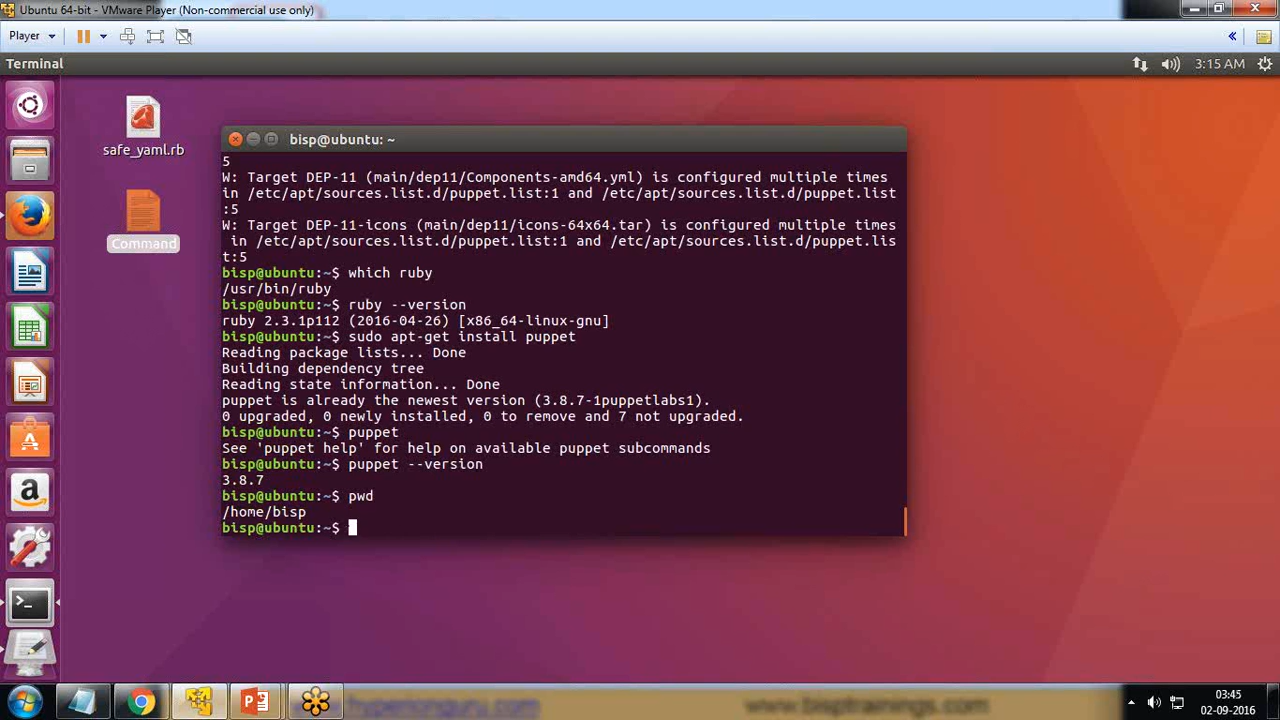 Ubuntu 64-bit - VMware Player (Non-commercial use only)
Player
Terminal
3:15 AM
safe_yaml.rb
Command
bisp@ubuntu: ~
5
W: Target DEP-11 (main/dep11/Components-amd64.yml) is configured multiple times
in /etc/apt/sources.list.d/puppet.list:1 and /etc/apt/sources.list.d/puppet.list
:5
W: Target DEP-11-icons (main/dep11/icons-64x64.tar) is configured multiple times
in /etc/apt/sources.list.d/puppet.list:1 and /etc/apt/sources.list.d/puppet.lis
t:5
bisp@ubuntu:~$ which ruby
/usr/bin/ruby
bisp@ubuntu:~$ ruby --version
ruby 2.3.1p112 (2016-04-26) [x86_64-linux-gnu]
bisp@ubuntu:~$ sudo apt-get install puppet
Reading package lists... Done
Building dependency tree
Reading state information... Done
puppet is already the newest version (3.8.7-1puppetlabs1).
0 upgraded, 0 newly installed, 0 to remove and 7 not upgraded.
bisp@ubuntu:~$ puppet
See 'puppet help' for help on available puppet subcommands
bisp@ubuntu:~$ puppet --version
3.8.7
bisp@ubuntu:~$ pwd
/home/bisp
bisp@ubuntu:~$
www.bisptrainings.com
03:45
02-09-2016